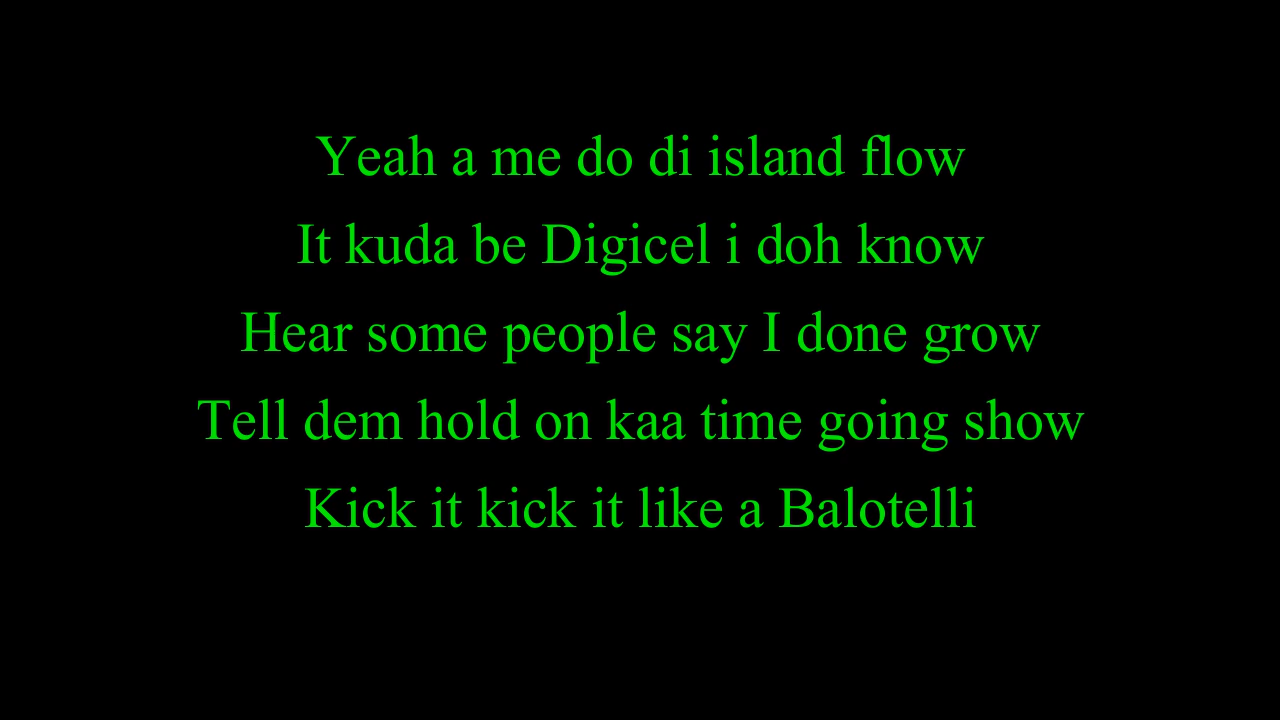 Yeah a me do di island flow
It kuda be Digicel i doh know
Hear some people say I done grow
Tell dem hold on kaa time going show
Kick it kick it like a Balotelli